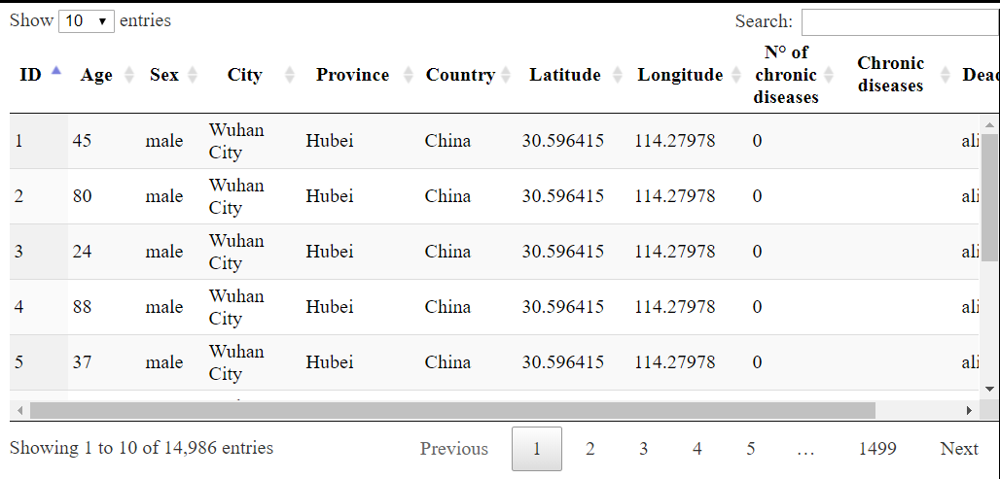 Show 10 entries Search:
ID Age Sex City Province Country Latitude Longitude N° of chronic diseases Chronic diseases Dead
1 45 male Wuhan City Hubei China 30.596415 114.27978 0 ali
2 80 male Wuhan City Hubei China 30.596415 114.27978 0 ali
3 24 male Wuhan City Hubei China 30.596415 114.27978 0 ali
4 88 male Wuhan City Hubei China 30.596415 114.27978 0 ali
5 37 male Wuhan City Hubei China 30.596415 114.27978 0 ali
Showing 1 to 10 of 14,986 entries Previous 1 2 3 4 5 … 1499 Next